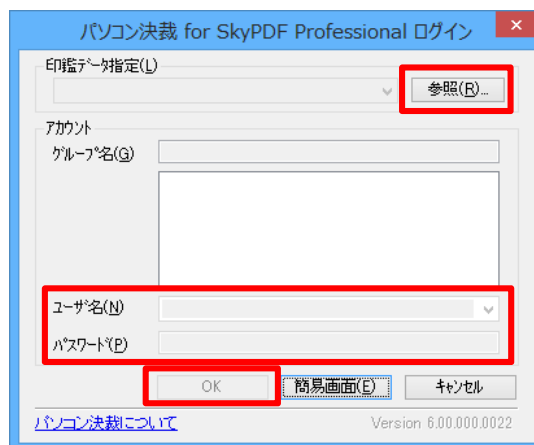 パソコン決裁 for SkyPDF Professional ログイン
×
印鑑ﾃﾞｰﾀ指定(L)
参照(R)...
ｱｶｳﾝﾄ
ｸﾞﾙｰﾌﾟ名(G)
ﾕｰｻﾞ名(N)
ﾊﾟｽﾜｰﾄﾞ(P)
OK 簡易画面(E) ｷｬﾝｾﾙ
パソコン決裁について Version 6.00.000.0022